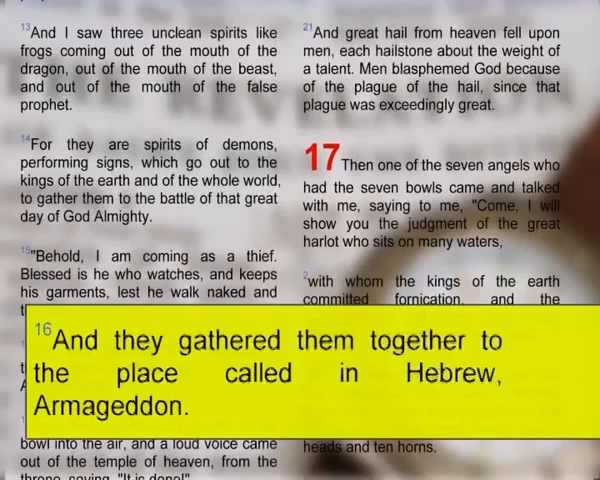 13And I saw three unclean spirits like
frogs coming out of the mouth of the
dragon, out of the mouth of the beast,
and out of the mouth of the false
prophet.
14For they are spirits of demons,
performing signs, which go out to the
kings of the earth and of the whole world,
to gather them to the battle of that great
day of God Almighty.
15"Behold, I am coming as a thief.
Blessed is he who watches, and keeps
his garments, lest he walk naked and
16And they gathered them together to
the place called in Hebrew,
Armageddon.
bowl into the air, and a loud voice came
out of the temple of heaven, from the
throne, saying, "It is done!"
21And great hail from heaven fell upon
men, each hailstone about the weight of
a talent. Men blasphemed God because
of the plague of the hail, since that
plague was exceedingly great.
17 Then one of the seven angels who
had the seven bowls came and talked
with me, saying to me, "Come, I will
show you the judgment of the great
harlot who sits on many waters,
2with whom the kings of the earth
committed fornication, and the
heads and ten horns.